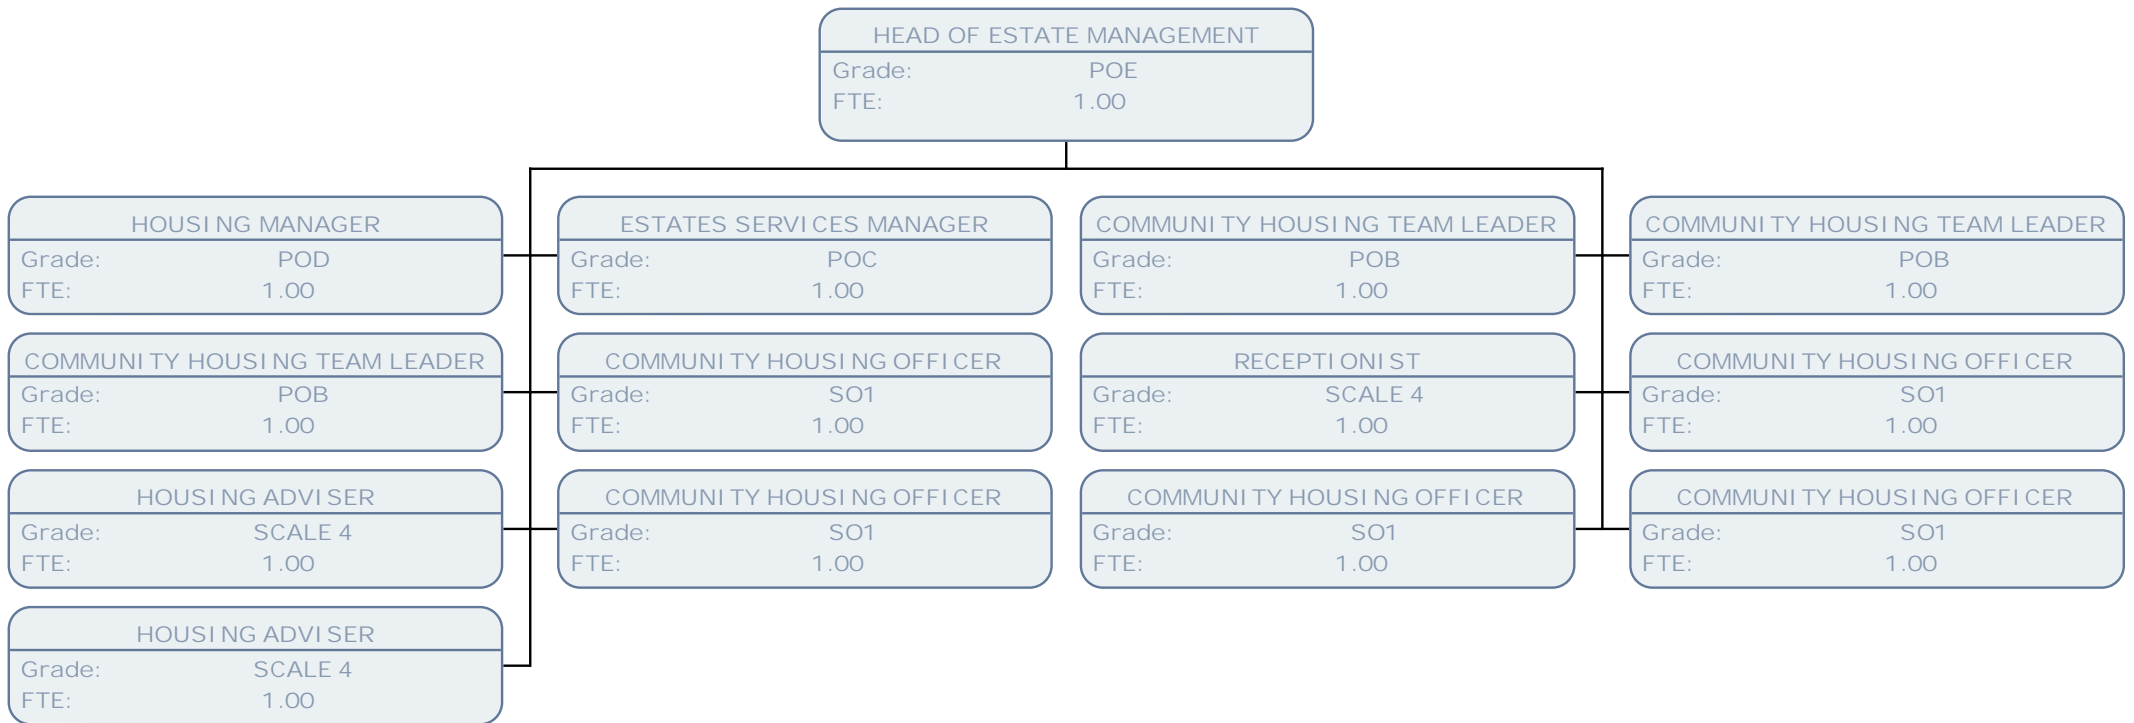 HEAD OF ESTATE MANAGEMENT
Grade: POE
FTE: 1.00
HOUSING MANAGER
Grade: POD
FTE: 1.00
ESTATES SERVICES MANAGER
Grade: POC
FTE: 1.00
COMMUNITY HOUSING TEAM LEADER
Grade: POB
FTE: 1.00
COMMUNITY HOUSING TEAM LEADER
Grade: POB
FTE: 1.00
COMMUNITY HOUSING TEAM LEADER
Grade: POB
FTE: 1.00
COMMUNITY HOUSING OFFICER
Grade: SO1
FTE: 1.00
RECEPTIONIST
Grade: SCALE 4
FTE: 1.00
COMMUNITY HOUSING OFFICER
Grade: SO1
FTE: 1.00
HOUSING ADVISER
Grade: SCALE 4
FTE: 1.00
COMMUNITY HOUSING OFFICER
Grade: SO1
FTE: 1.00
COMMUNITY HOUSING OFFICER
Grade: SO1
FTE: 1.00
COMMUNITY HOUSING OFFICER
Grade: SO1
FTE: 1.00
HOUSING ADVISER
Grade: SCALE 4
FTE: 1.00